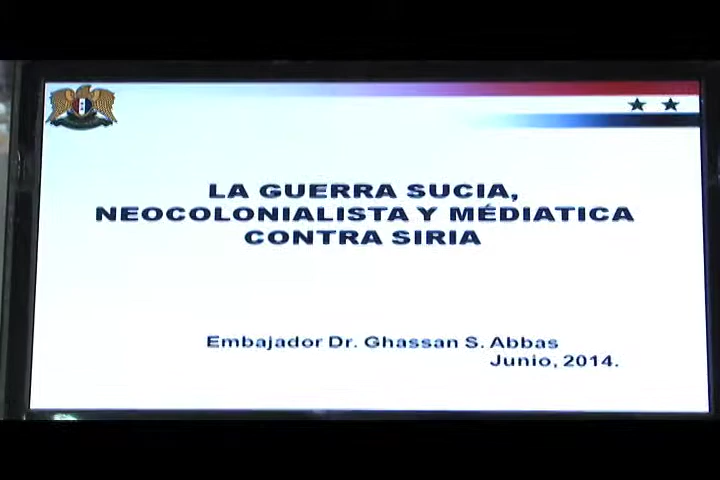 LA GUERRA SUCIA,
NEOCOLONIALISTA Y MÉDIATICA
CONTRA SIRIA
Embajador Dr. Ghassan S. Abbas
Junio, 2014.